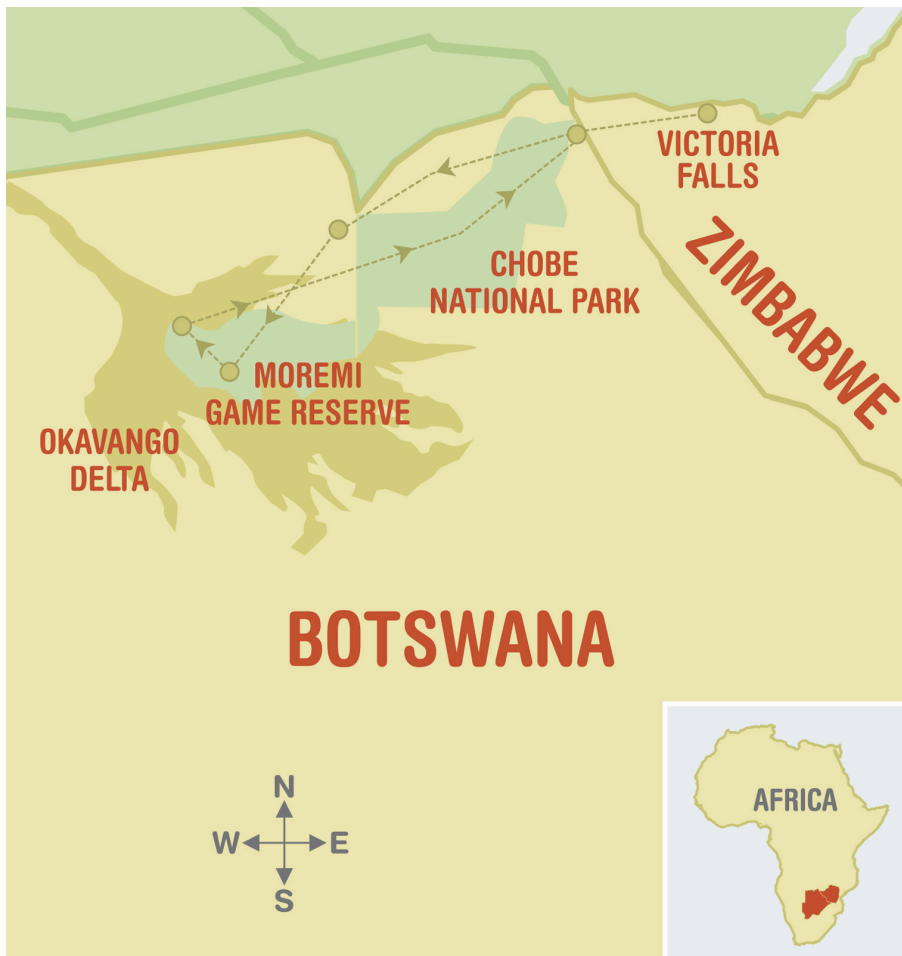 VICTORIA
FALLS
ZIMBABWE
CHOBE
NATIONAL PARK
MOREMI
GAME RESERVE
OKAVANGO
DELTA
BOTSWANA
N
W E
S
AFRICA